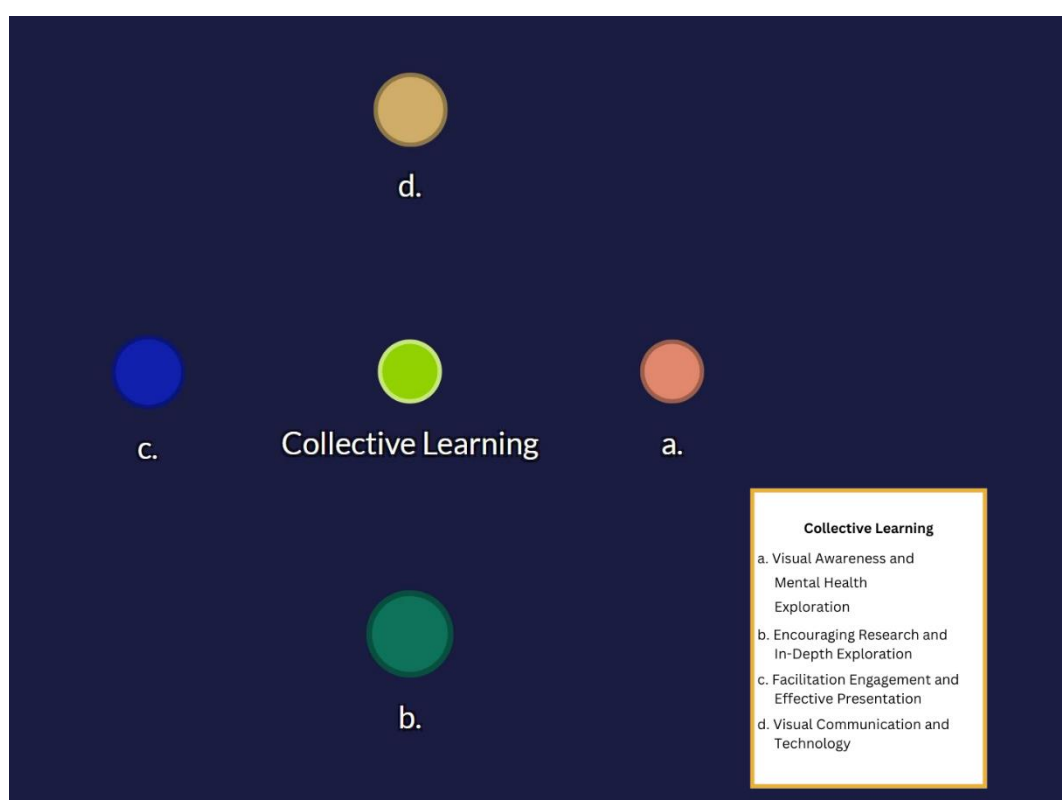 d.
c.
Collective Learning
a.
b.
Collective Learning
a. Visual Awareness and
Mental Health
Exploration
b. Encouraging Research and
In-Depth Exploration
c. Facilitation Engagement and
Effective Presentation
d. Visual Communication and
Technology